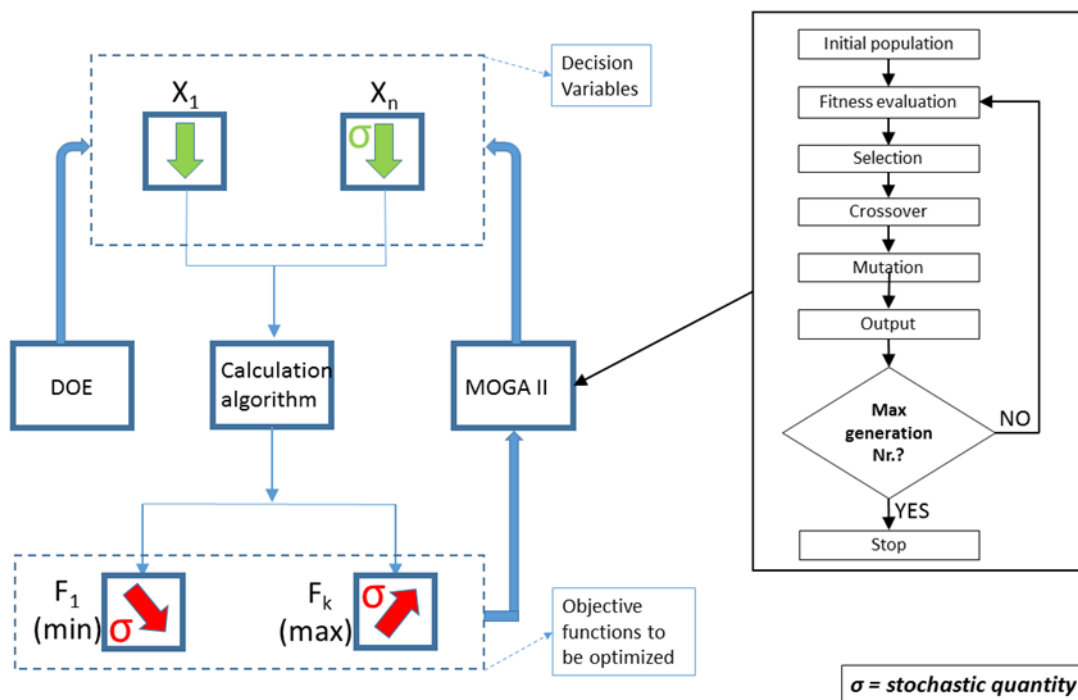 Decision
Variables
X₁
Xₙ
σ
DOE
Calculation
algorithm
MOGA II
F₁
(min)
σ
Fₖ
(max)
σ
Objective
functions to
be optimized
Initial population
Fitness evaluation
Selection
Crossover
Mutation
Output
Max
generation
Nr.?
NO
YES
Stop
σ = stochastic quantity